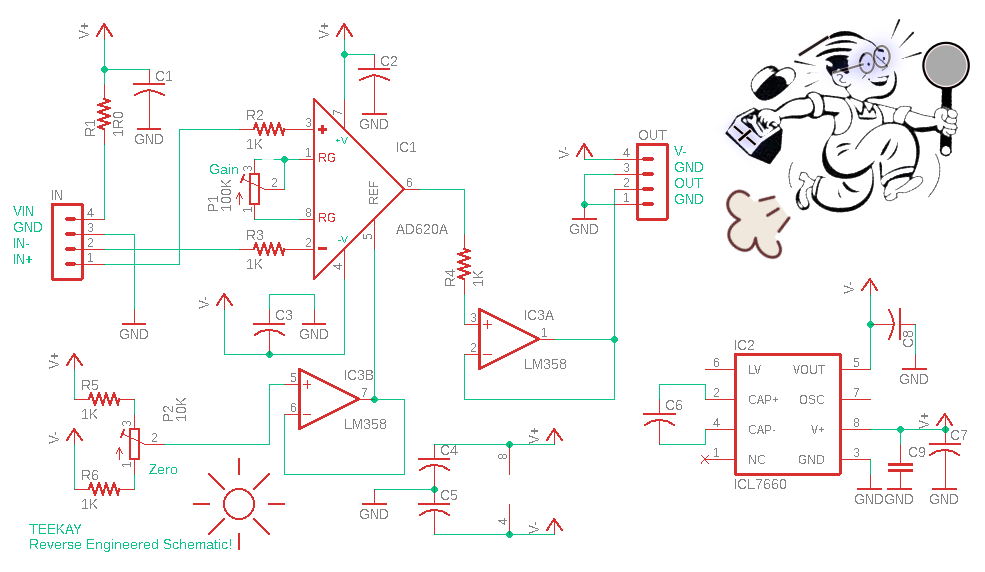 V+
C1
R1
1R0
GND
IN
VIN
GND
IN-
IN+
4
3
2
1
GND
V+
C2
GND
R2
1K
3
7
+V
IC1
Gain
P1
100K
3
2
1
1
RG
8
RG
REF
6
5
AD620A
R3
1K
2
-V
4
V-
C3
GND
R4
1K
3
2
1
IC3A
LM358
OUT
V-
GND
OUT
GND
4
3
2
1
V-
GND
V+
R5
1K
V-
R6
1K
P2
10K
3
2
1
Zero
5
6
7
IC3B
LM358
C4
C5
GND
8
4
V+
V-
V-
C8
GND
IC2
6
LV
VOUT
5
2
CAP+
OSC
7
4
CAP-
V+
8
1
NC
GND
3
ICL7660
C6
V+
C7
C9
GND
GND
GND
TEEKAY
Reverse Engineered Schematic!